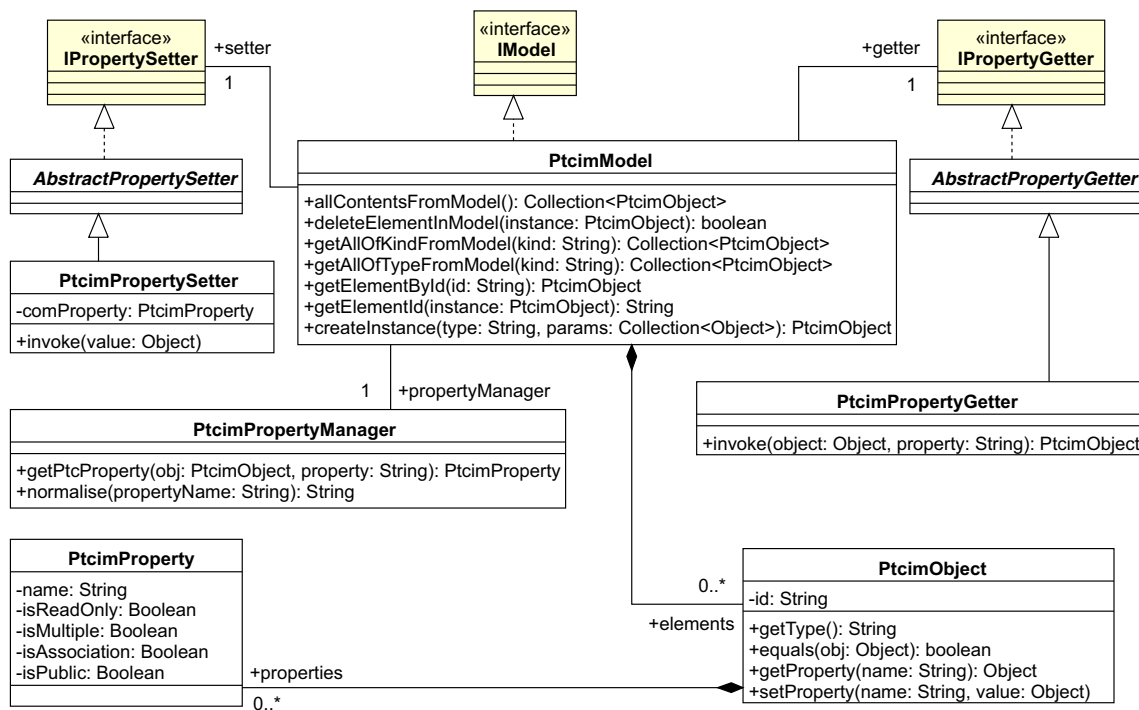 «interface»
IPropertySetter
+setter
1
«interface»
IModel
+getter
1
«interface»
IPropertyGetter
AbstractPropertySetter
PtcimPropertySetter
-comProperty: PtcimProperty
+invoke(value: Object)
PtcimModel
+allContentsFromModel(): Collection<PtcimObject>
+deleteElementInModel(instance: PtcimObject): boolean
+getAllOfKindFromModel(kind: String): Collection<PtcimObject>
+getAllOfTypeFromModel(kind: String): Collection<PtcimObject>
+getElementById(id: String): PtcimObject
+getElementId(instance: PtcimObject): String
+createInstance(type: String, params: Collection<Object>): PtcimObject
AbstractPropertyGetter
1
+propertyManager
PtcimPropertyManager
+getPtcProperty(obj: PtcimObject, property: String): PtcimProperty
+normalise(propertyName: String): String
PtcimPropertyGetter
+invoke(object: Object, property: String): PtcimObject
PtcimProperty
-name: String
-isReadOnly: Boolean
-isMultiple: Boolean
-isAssociation: Boolean
-isPublic: Boolean
+properties
0..*
0..*
+elements
PtcimObject
-id: String
+getType(): String
+equals(obj: Object): boolean
+getProperty(name: String): Object
+setProperty(name: String, value: Object)